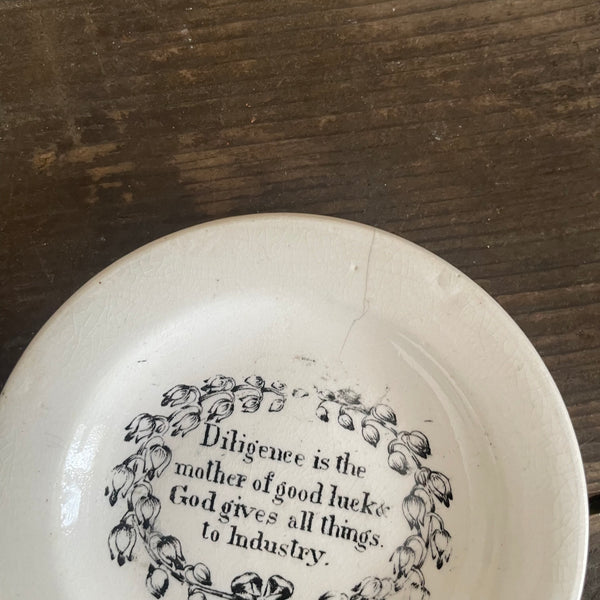 Diligence is the
mother of good luck &
God gives all things.
to Industry.